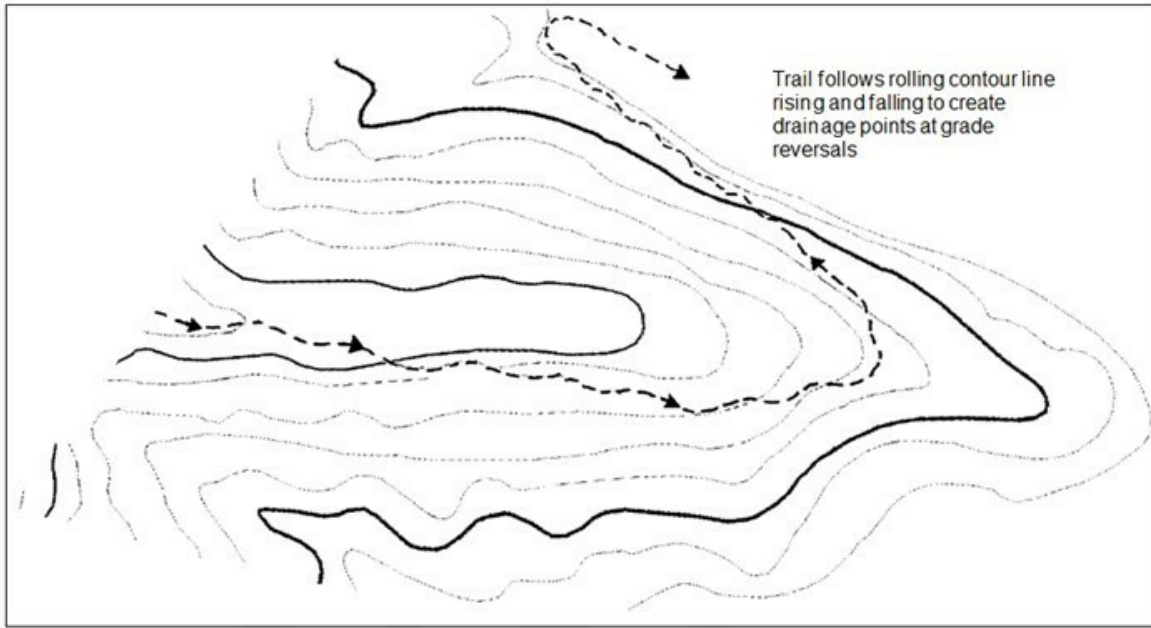 Trail follows rolling contour line
rising and falling to create
drainage points at grade
reversals